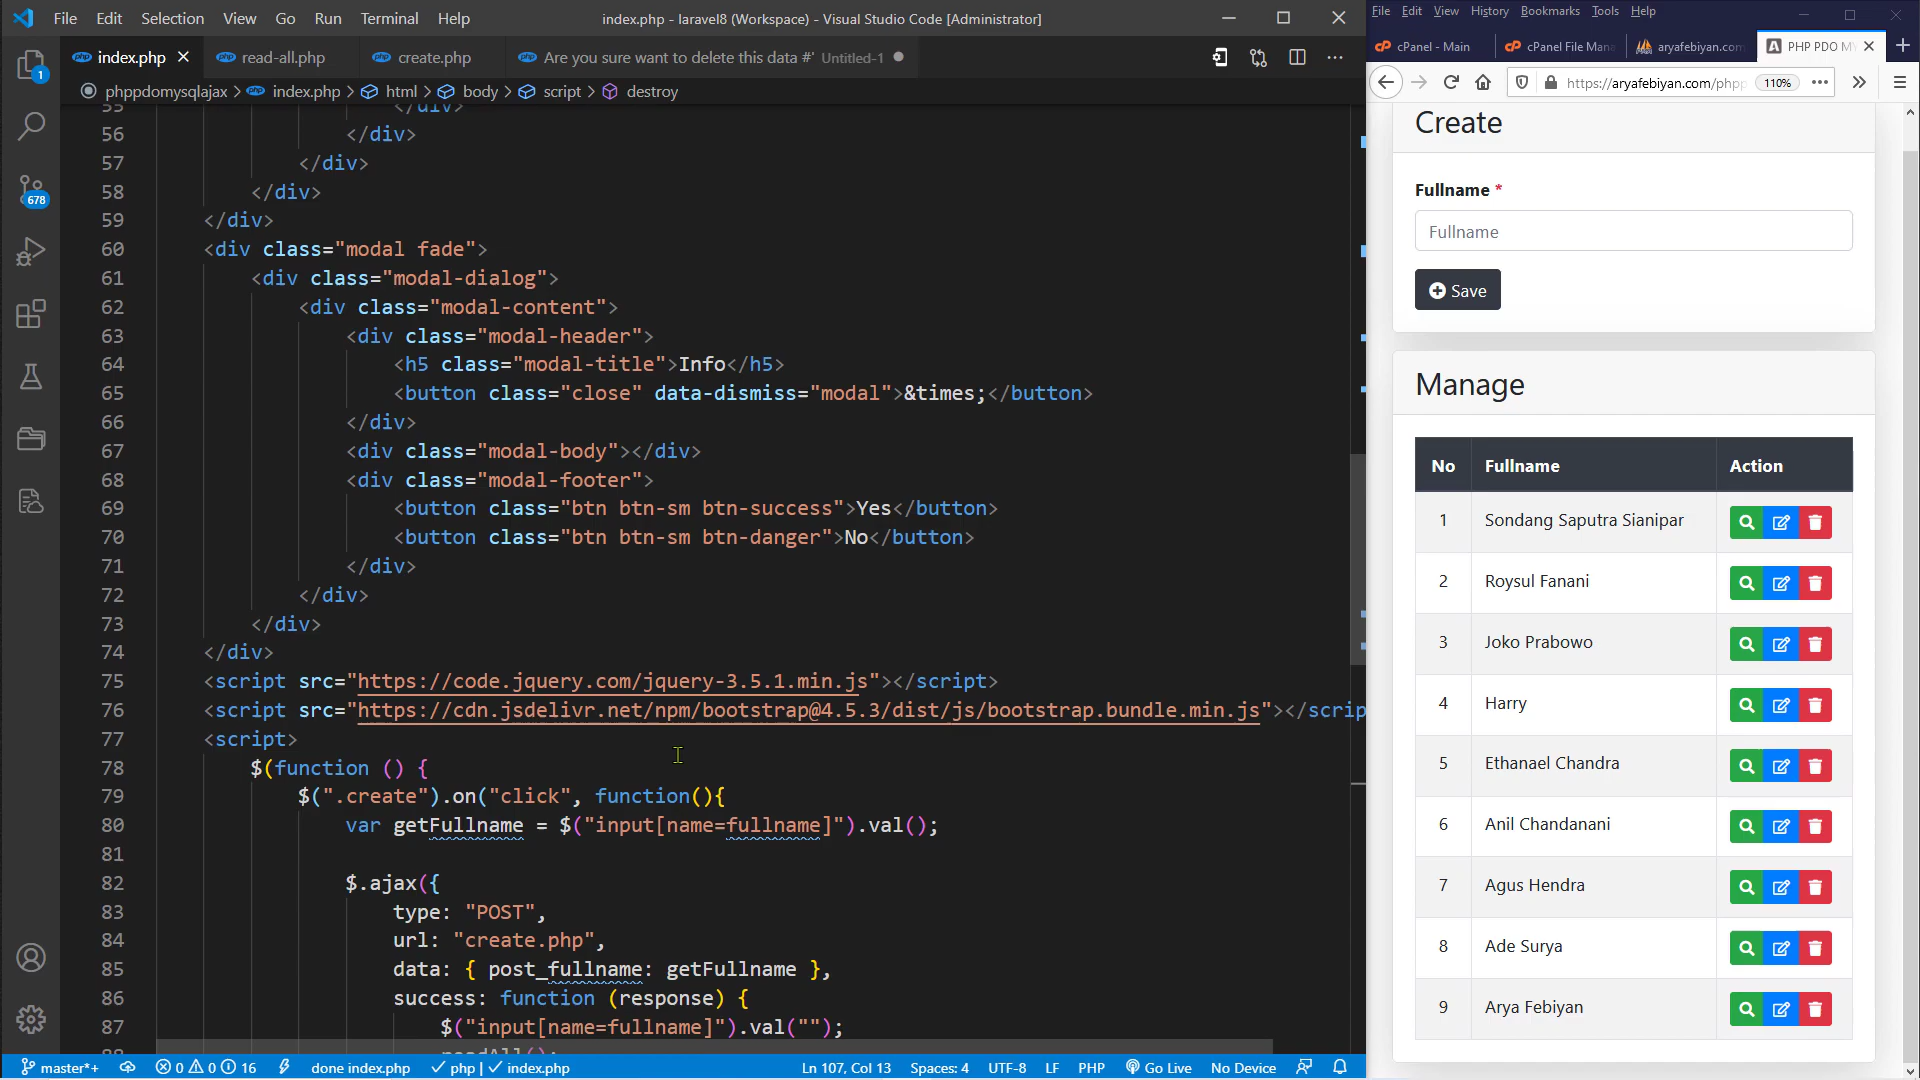 File Edit Selection View Go Run Terminal Help
index.php - laravel8 (Workspace) - Visual Studio Code [Administrator]
index.php
read-all.php
create.php
Are you sure want to delete this data #' Untitled-1
phppdomysqlajax > index.php > html > body > script > destroy
1
678
55 </div>
56 </div>
57 </div>
58 </div>
59 </div>
60 <div class="modal fade">
61 <div class="modal-dialog">
62 <div class="modal-content">
63 <div class="modal-header">
64 <h5 class="modal-title">Info</h5>
65 <button class="close" data-dismiss="modal">&times;</button>
66 </div>
67 <div class="modal-body"></div>
68 <div class="modal-footer">
69 <button class="btn btn-sm btn-success">Yes</button>
70 <button class="btn btn-sm btn-danger">No</button>
71 </div>
72 </div>
73 </div>
74 </div>
75 <script src="https://code.jquery.com/jquery-3.5.1.min.js"></script>
76 <script src="https://cdn.jsdelivr.net/npm/bootstrap@4.5.3/dist/js/bootstrap.bundle.min.js"></scrip
77 <script>
78 $(function () {
79 $(".create").on("click", function(){
80 var getFullname = $("input[name=fullname]").val();
81
82 $.ajax({
83 type: "POST",
84 url: "create.php",
85 data: { post_fullname: getFullname },
86 success: function (response) {
87 $("input[name=fullname]").val("");
88 readAll();
master*+ 0 0 16 done index.php php | index.php Ln 107, Col 13 Spaces: 4 UTF-8 LF PHP Go Live No Device
File Edit View History Bookmarks Tools Help
cPanel - Main
cPanel File Mana
aryafebiyan.com
PHP PDO MY
https://aryafebiyan.com/phpp 110%
Create
Fullname *
Fullname
Save
Manage
No Fullname Action
1 Sondang Saputra Sianipar
2 Roysul Fanani
3 Joko Prabowo
4 Harry
5 Ethanael Chandra
6 Anil Chandanani
7 Agus Hendra
8 Ade Surya
9 Arya Febiyan